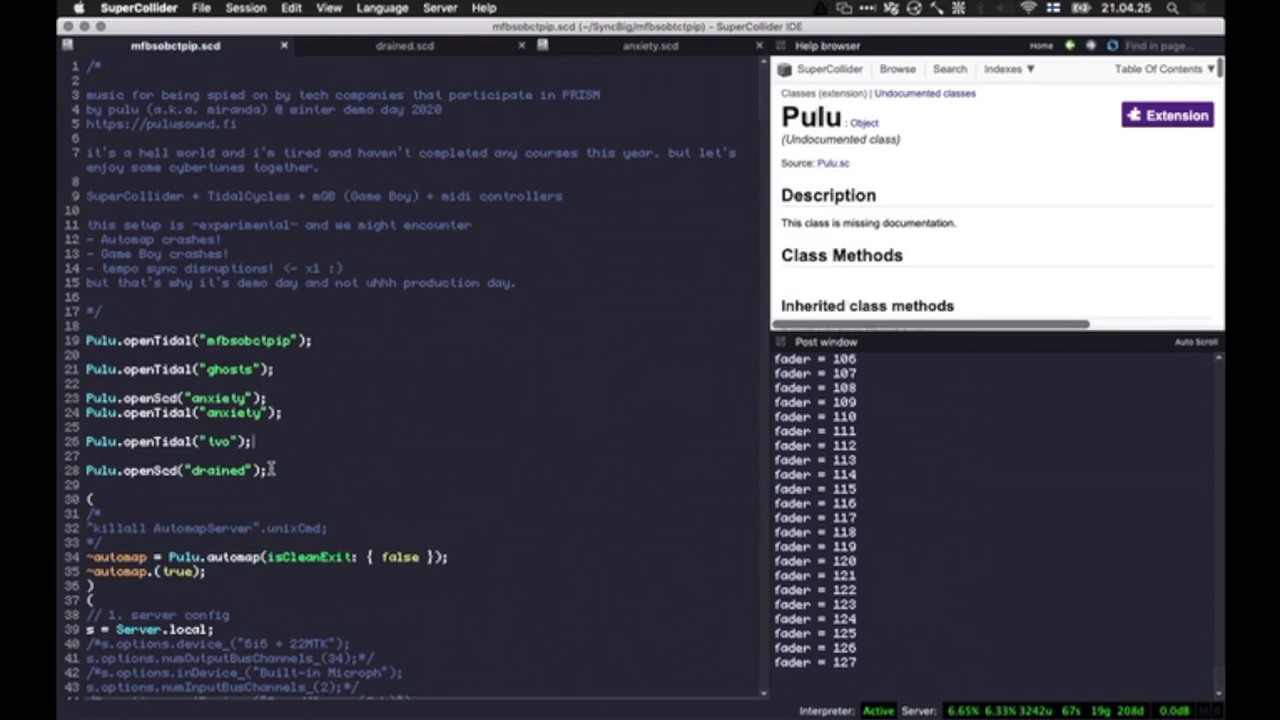 SuperCollider File Session Edit View Language Server Help 21.04.25
mfbsobctpip.scd (~/SyncBig/mfbsobtctpip) - SuperCollider IDE
mfbsobctpip.scd drained.scd anxiety.scd
1 /*
2
3 music for being spied on by tech companies that participate in PRISM
4 by pulu (a.k.a. miranda) @ winter demo day 2020
5 https://pulusound.fi
6
7 it's a hell world and i'm tired and haven't completed any courses this year. but let's
enjoy some cybertunes together.
8
9 SuperCollider + TidalCycles + mGB (Game Boy) + midi controllers
10
11 this setup is ~experimental~ and we might encounter
12 - Automap crashes!
13 - Game Boy crashes!
14 - tempo sync disruptions! <- x1 :)
15 but that's why it's demo day and not uhhh production day.
16
17 */
18
19 Pulu.openTidal("mfbsobctpip");
20
21 Pulu.openTidal("ghosts");
22
23 Pulu.openScd("anxiety");
24 Pulu.openTidal("anxiety");
25
26 Pulu.openTidal("two");
27
28 Pulu.openScd("drained");
29
30 (
31 /*
32 "killall AutomapServer".unixCmd;
33 */
34 ~automap = Pulu.automap(isCleanExit: { false });
35 ~automap.(true);
36 )
37 (
38 // 1. server config
39 s = Server.local;
40 /*s.options.device_("6i6 + 22MTK");
41 s.options.numOutputBusChannels_(34);*/
42 /*s.options.inDevice_("Built-in Microph");
43 s.options.numInputBusChannels_(2);*/
Help browser Home Find in page...
SuperCollider Browse Search Indexes ▼ Table Of Contents ▼
Classes (extension) | Undocumented classes
Pulu : Object
Extension
(Undocumented class)
Source: Pulu.sc
Description
This class is missing documentation.
Class Methods
Inherited class methods
Post window Auto Scroll
fader = 106
fader = 107
fader = 108
fader = 109
fader = 110
fader = 111
fader = 112
fader = 113
fader = 114
fader = 115
fader = 116
fader = 117
fader = 118
fader = 119
fader = 120
fader = 121
fader = 122
fader = 123
fader = 124
fader = 125
fader = 126
fader = 127
Interpreter: Active Server: 6.65% 6.33% 3242u 67s 19g 208d 0.0dB M R